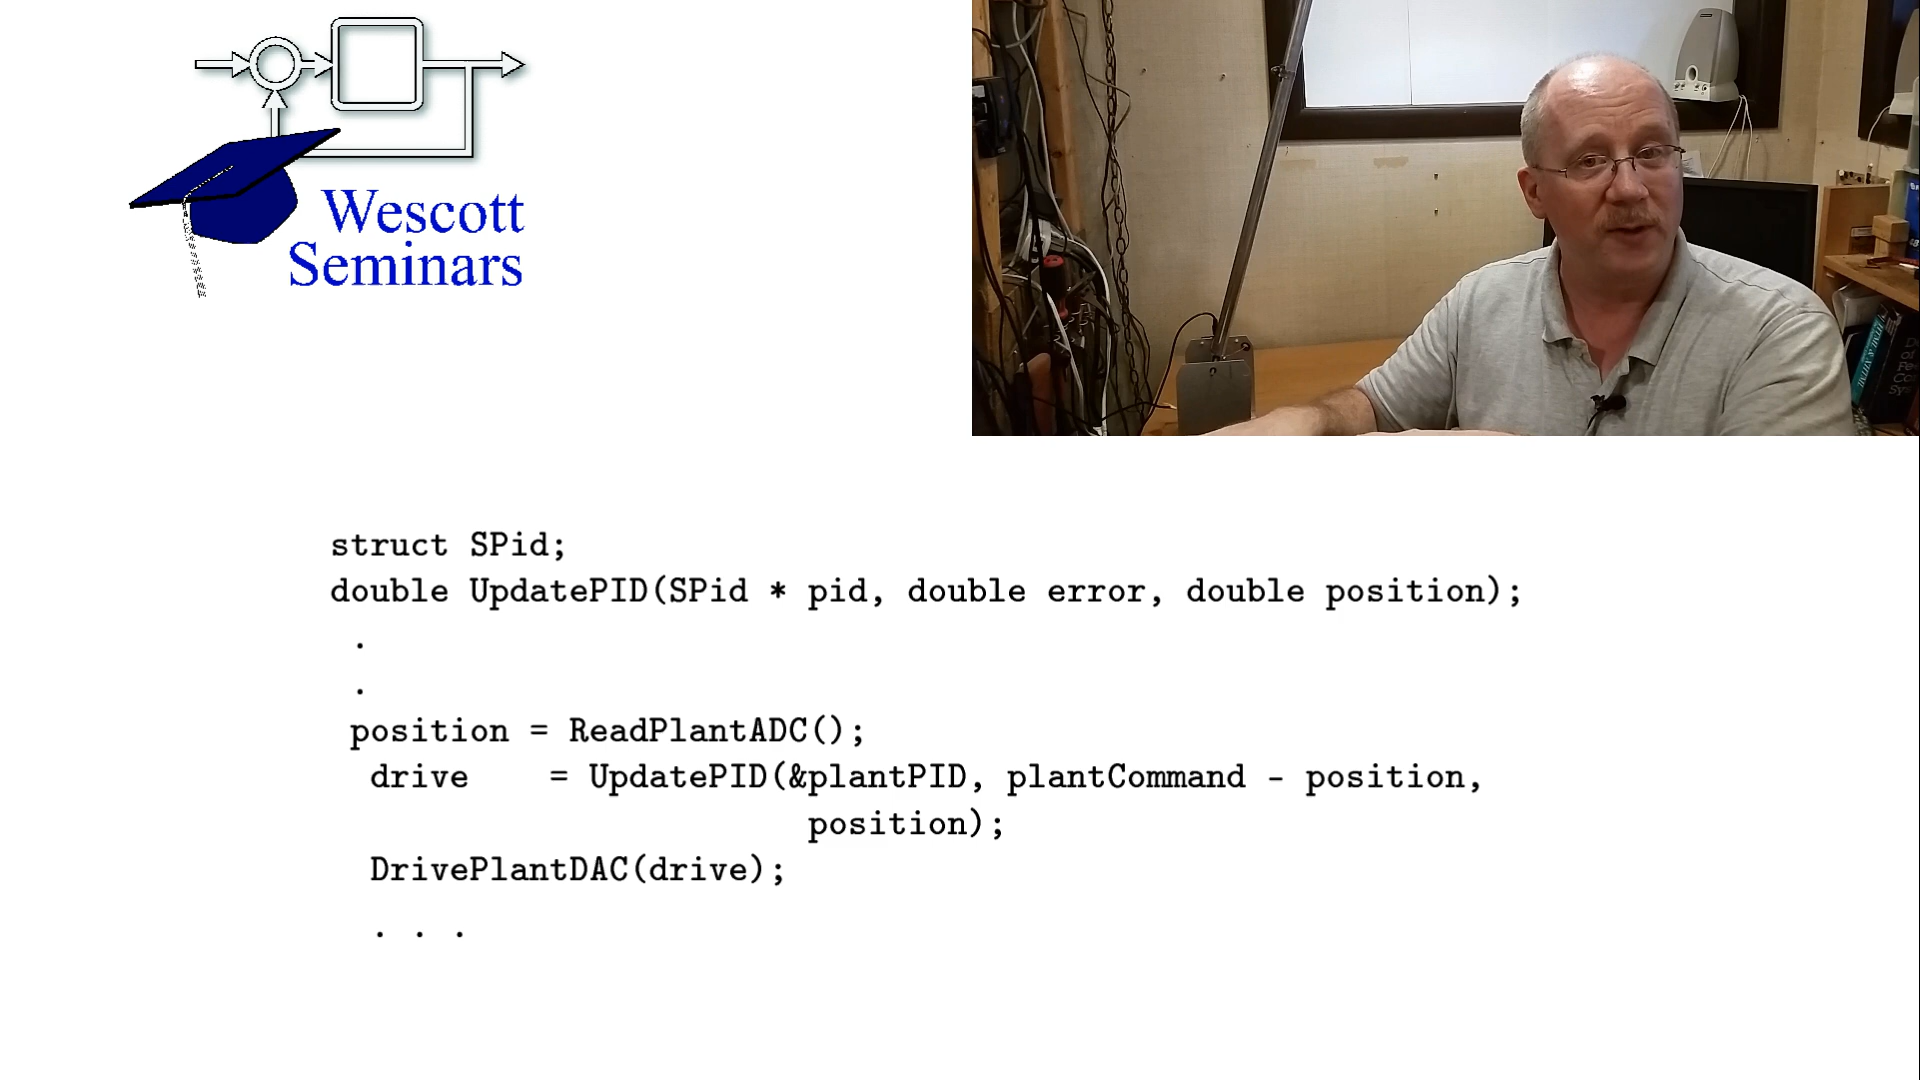 Wescott
Seminars
struct SPid;
double UpdatePID(SPid * pid, double error, double position);
.
.
position = ReadPlantADC();
drive = UpdatePID(&plantPID, plantCommand - position,
position);
DrivePlantDAC(drive);
. . .